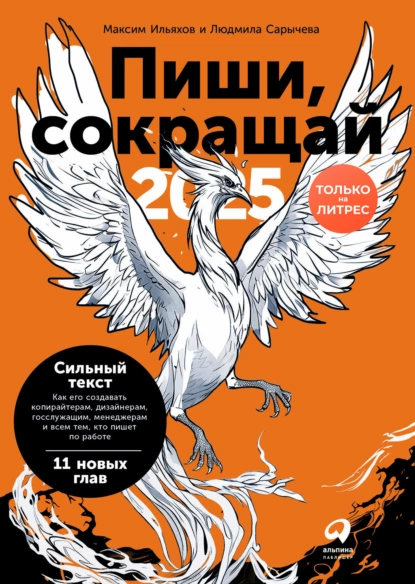 Максим Ильяхов и Людмила Сарычева
Пиши,
сокращай
2025
ТОЛЬКО
на
ЛИТРЕС
Сильный
текст
Как его создавать
копирайтерам, дизайнерам,
госслужащим, менеджерам
и всем тем, кто пишет
по работе
11 новых
глав
альпина
ПАБЛИШЕР